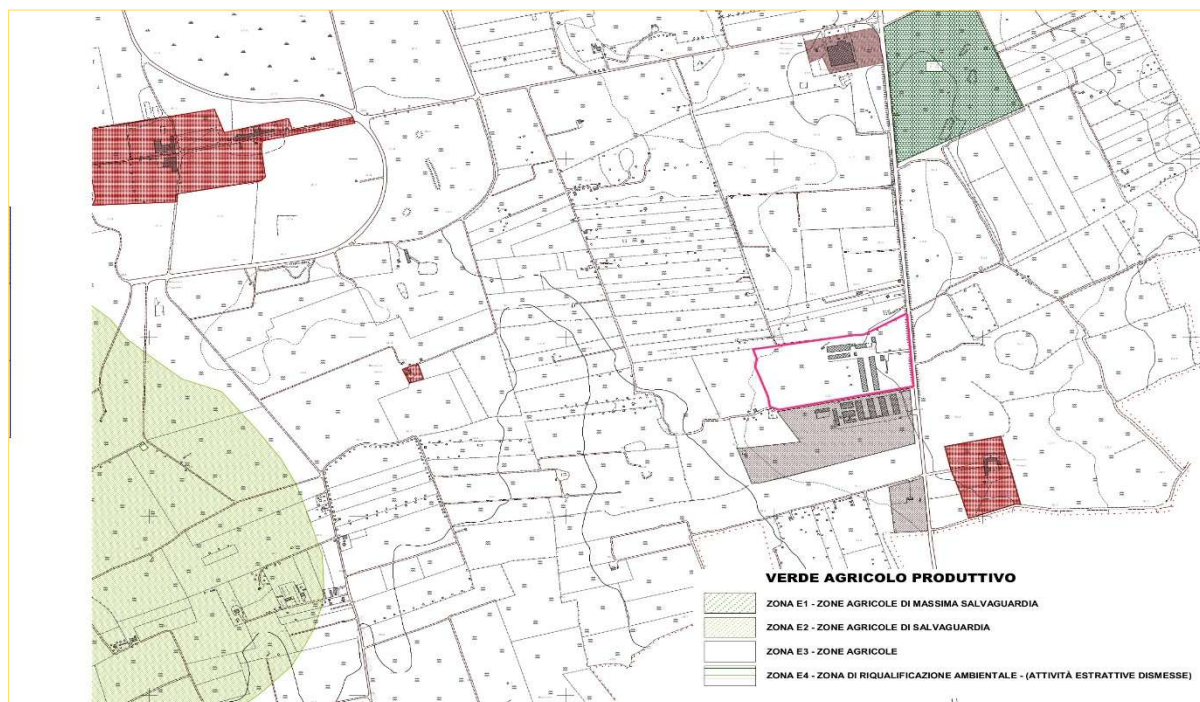 VERDE AGRICOLO PRODUTTIVO
ZONA E1 - ZONE AGRICOLE DI MASSIMA SALVAGUARDIA
ZONA E2 - ZONE AGRICOLE DI SALVAGUARDIA
ZONA E3 - ZONE AGRICOLE
ZONA E4 - ZONA DI RIQUALIFICAZIONE AMBIENTALE - (ATTIVITÀ ESTRATTIVE DISMESSE)